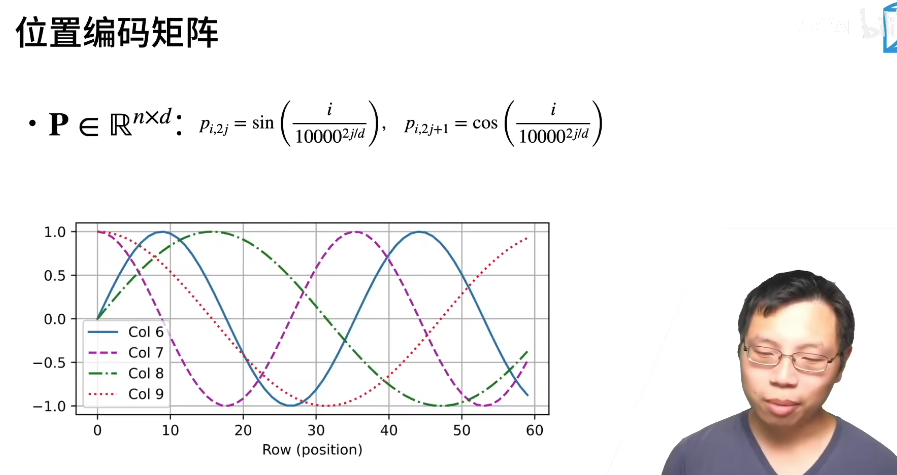 位置编码矩阵
• P ∈ ℝ^{n×d}: p_{i,2j} = sin(i / 10000^{2j/d}), p_{i,2j+1} = cos(i / 10000^{2j/d})
1.0
0.5
0.0
−0.5
−1.0
Col 6
Col 7
Col 8
Col 9
0 10 20 30 40 50 60
Row (position)